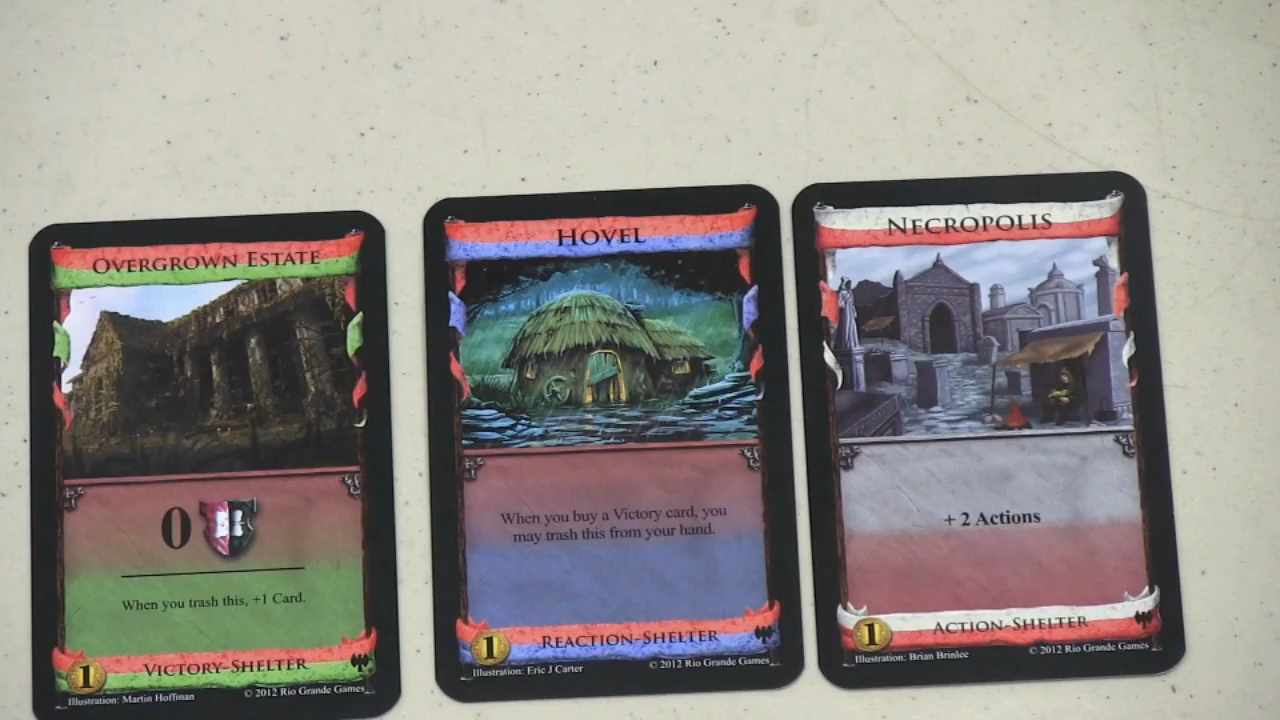 OVERGROWN ESTATE
0
When you trash this, +1 Card.
1
VICTORY-SHELTER
Illustration: Martin Hoffman
© 2012 Rio Grande Games
HOVEL
When you buy a Victory card, you
may trash this from your hand.
1
REACTION-SHELTER
Illustration: Eric J Carter
© 2012 Rio Grande Games
NECROPOLIS
+ 2 Actions
1
ACTION-SHELTER
Illustration: Brian Brinlee
© 2012 Rio Grande Games